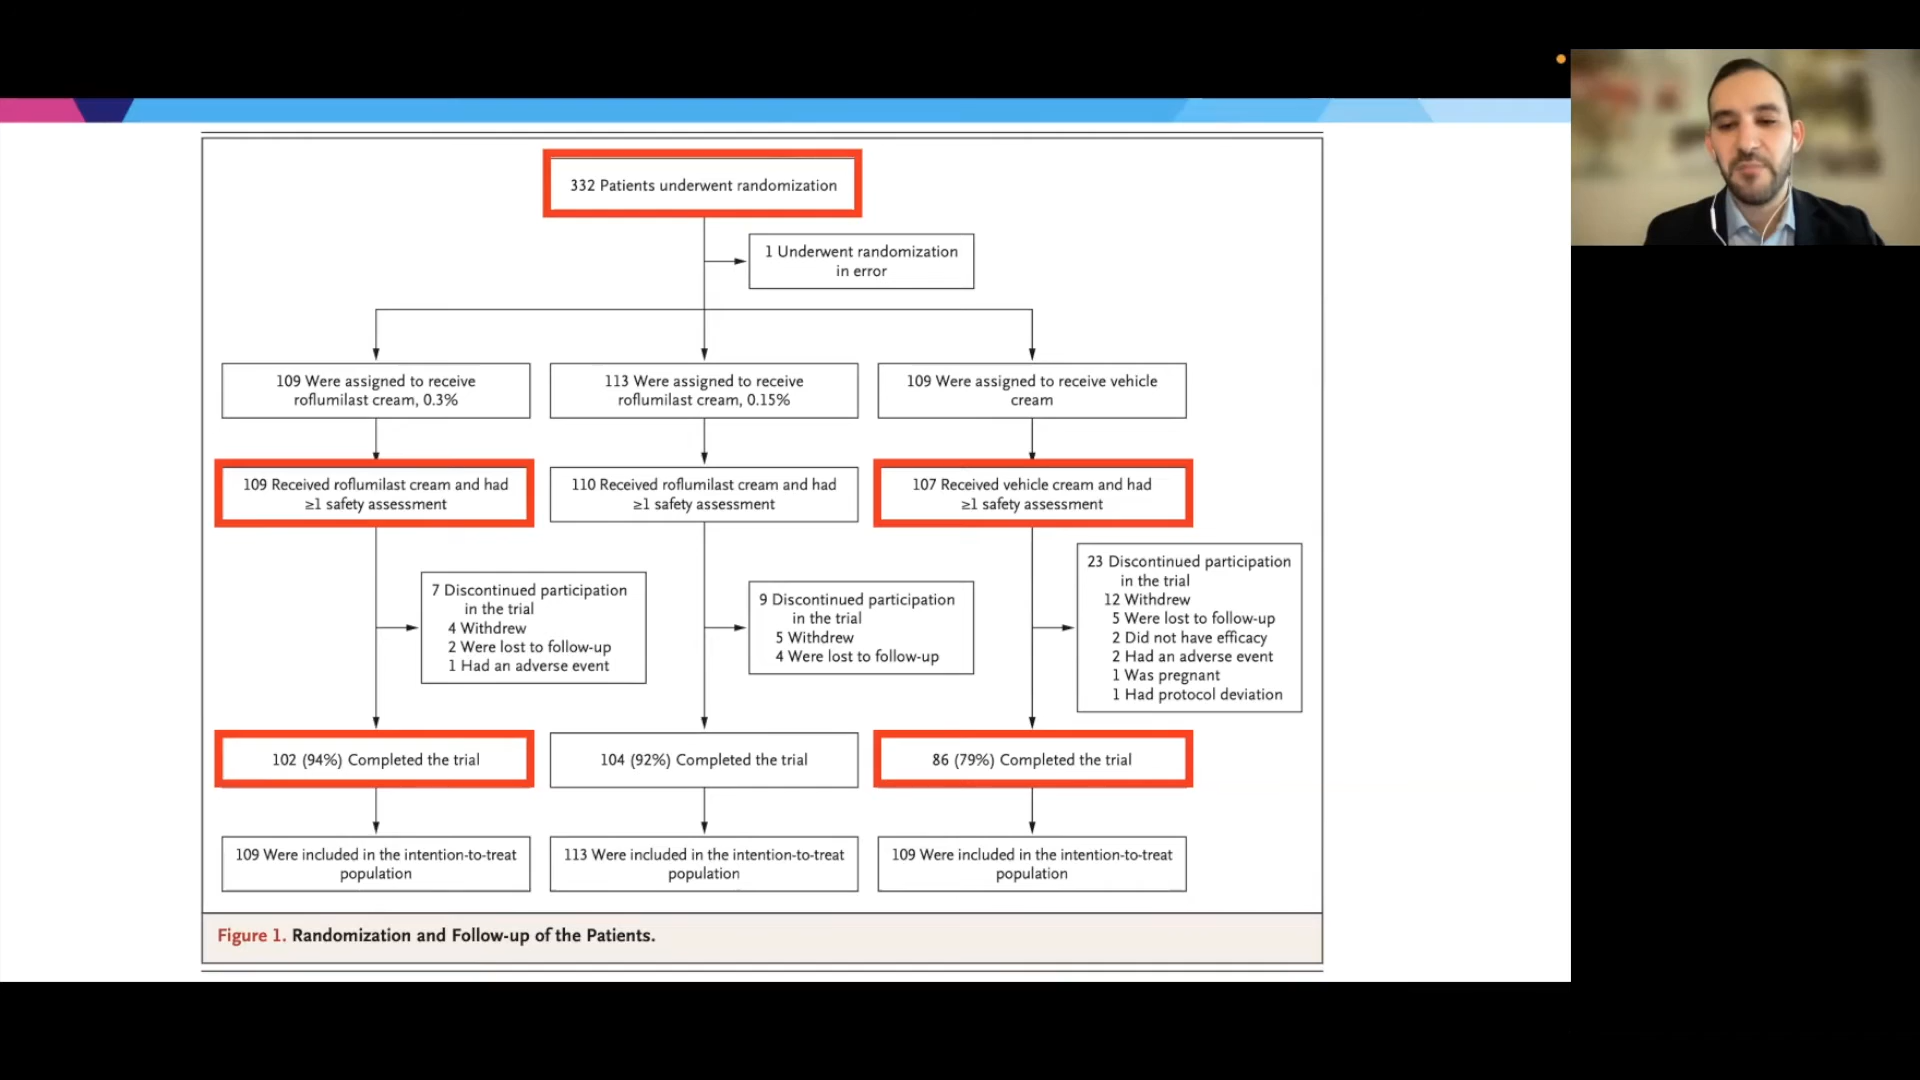 332 Patients underwent randomization
1 Underwent randomization
in error
109 Were assigned to receive
roflumilast cream, 0.3%
113 Were assigned to receive
roflumilast cream, 0.15%
109 Were assigned to receive vehicle
cream
109 Received roflumilast cream and had
≥1 safety assessment
110 Received roflumilast cream and had
≥1 safety assessment
107 Received vehicle cream and had
≥1 safety assessment
7 Discontinued participation
in the trial
4 Withdrew
2 Were lost to follow-up
1 Had an adverse event
9 Discontinued participation
in the trial
5 Withdrew
4 Were lost to follow-up
23 Discontinued participation
in the trial
12 Withdrew
5 Were lost to follow-up
2 Did not have efficacy
2 Had an adverse event
1 Was pregnant
1 Had protocol deviation
102 (94%) Completed the trial
104 (92%) Completed the trial
86 (79%) Completed the trial
109 Were included in the intention-to-treat
population
113 Were included in the intention-to-treat
population
109 Were included in the intention-to-treat
population
Figure 1. Randomization and Follow-up of the Patients.